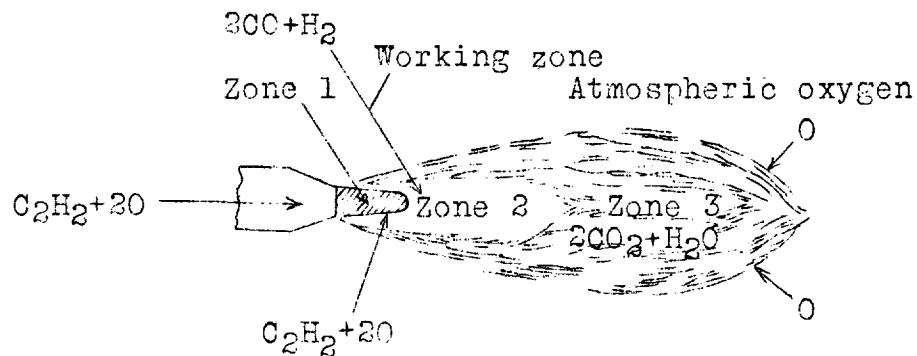 2CO+H₂
Working zone
Zone 1
Atmospheric oxygen
O
C₂H₂+2O
Zone 2
Zone 3
2CO₂+H₂O
O
C₂H₂+2O